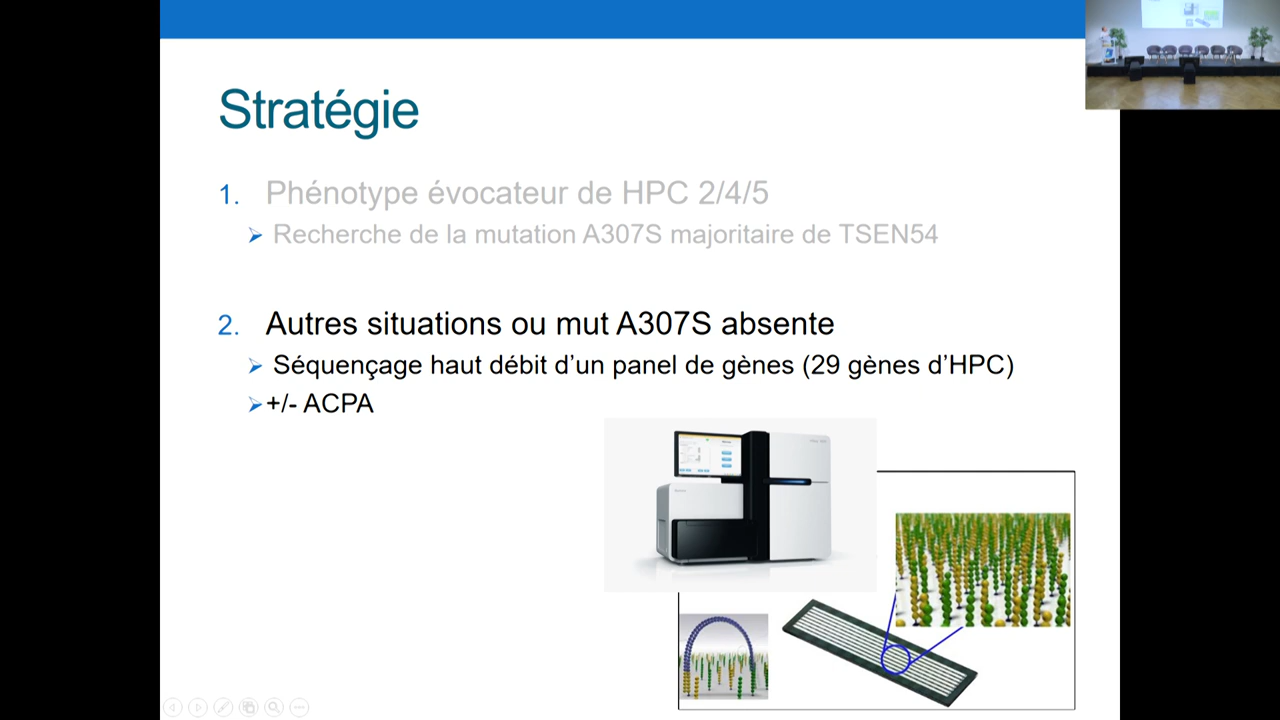 Stratégie
1. Phénotype évocateur de HPC 2/4/5
➢ Recherche de la mutation A307S majoritaire de TSEN54
2. Autres situations ou mut A307S absente
➢ Séquençage haut débit d’un panel de gènes (29 gènes d’HPC)
➢ +/- ACPA